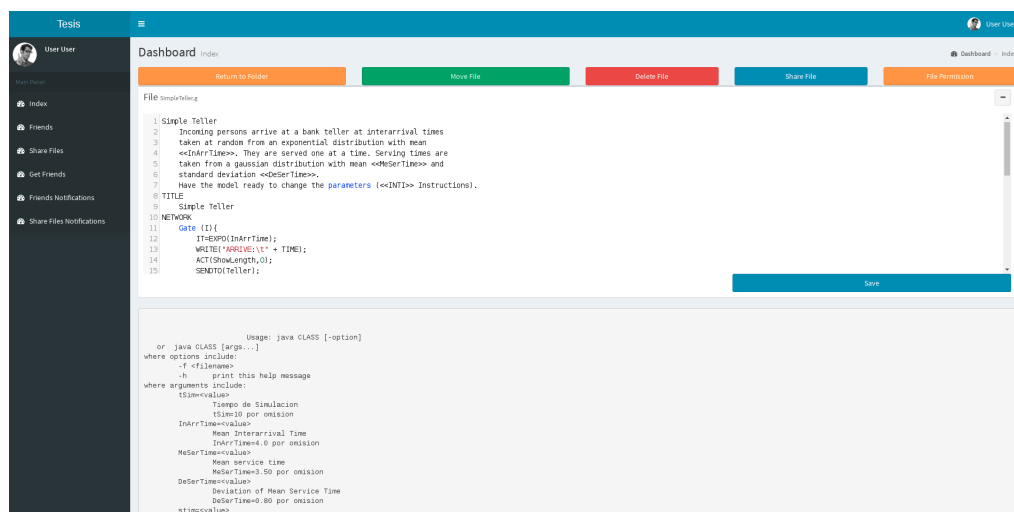 Tesis
User User
User Use
Main Panel
Index
Friends
Share Files
Get Friends
Friends Notifications
Share Files Notifications
Dashboard Index
Dashboard > Inde
Return to Folder
Move File
Delete File
Share File
File Permission
File SimpleTeller.g
1 Simple Teller
2 Incoming persons arrive at a bank teller at interarrival times
3 taken at random from an exponential distribution with mean
4 <<InArrTime>>. They are served one at a time. Serving times are
5 taken from a gaussian distribution with mean <<MeSerTime>> and
6 standard deviation <<DeSerTime>>.
7 Have the model ready to change the parameters (<<INTI>> Instructions).
8 TITLE
9 Simple Teller
10 NETWORK
11 Gate (I){
12 IT=EXPO(InArrTime);
13 WRITE("ARRIVE:\t" + TIME);
14 ACT(ShowLength,0);
15 SENDTO(Teller);
Save
Usage: java CLASS [-option]
or java CLASS [args...]
where options include:
-f <filename>
-h print this help message
where arguments include:
tSim=<value>
Tiempo de Simulacion
tSim=10 por omision
InArrTime=<value>
Mean Interarrival Time
InArrTime=4.0 por omision
MeSerTime=<value>
Mean service time
MeSerTime=3.50 por omision
DeSerTime=<value>
Deviation of Mean Service Time
DeSerTime=0.80 por omision
stim=<value>